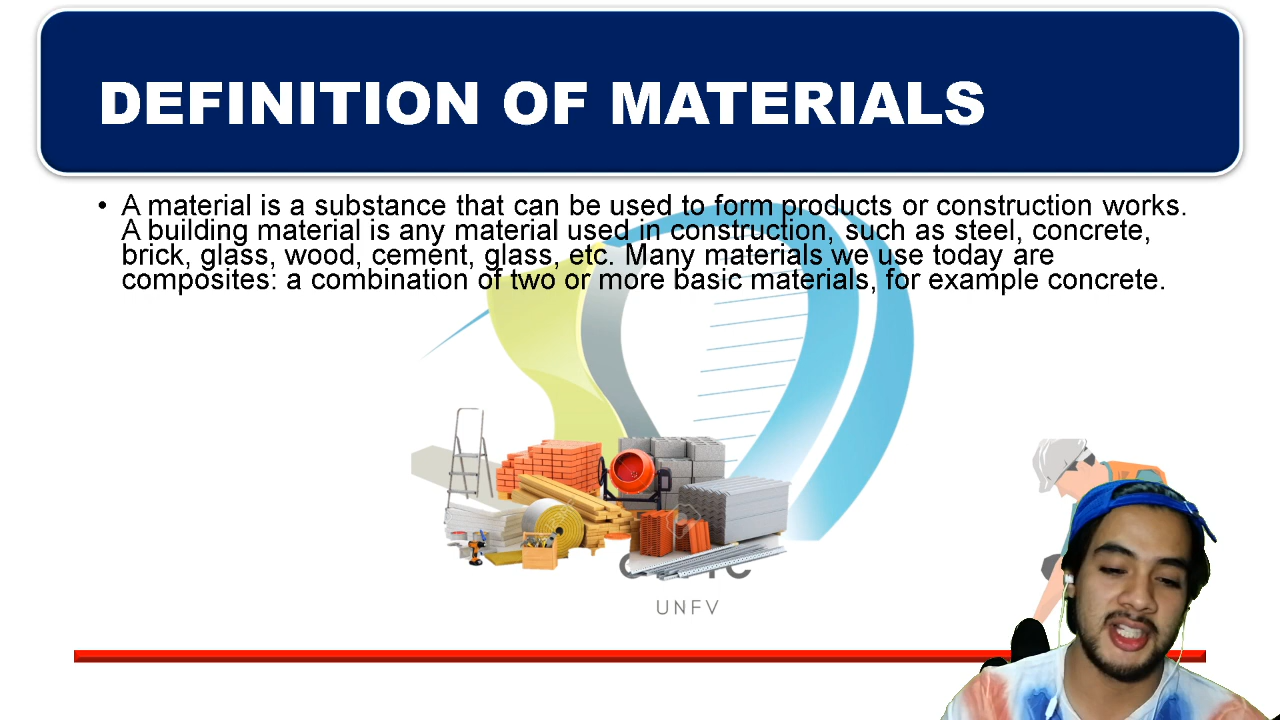 DEFINITION OF MATERIALS
• A material is a substance that can be used to form products or construction works.
A building material is any material used in construction, such as steel, concrete,
brick, glass, wood, cement, glass, etc. Many materials we use today are
composites: a combination of two or more basic materials, for example concrete.
UNFV